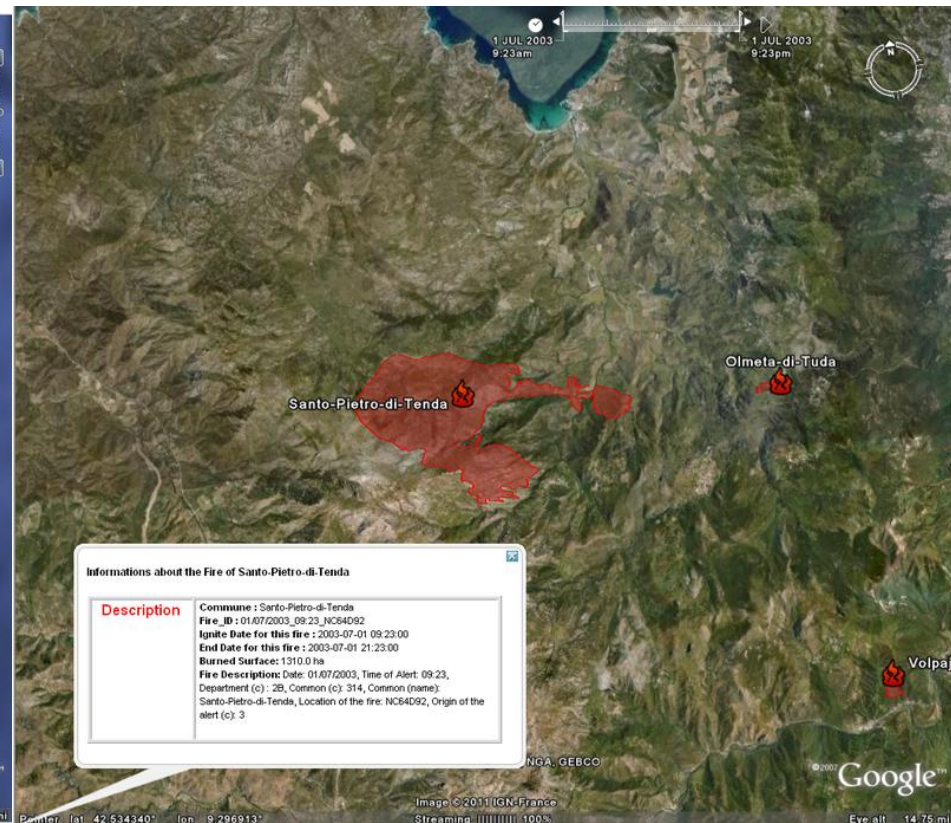 1 JUL 2003
9:23am
1 JUL 2003
9:23pm
N
Olmeta-di-Tuda
Santo-Pietro-di-Tenda
Informations about the Fire of Santo-Pietro-di-Tenda
Description
Commune : Santo-Pietro-di-Tenda
Fire_ID : 01/07/2003_09:23_NC64D92
Ignite Date for this fire : 2003-07-01 09:23:00
End Date for this fire : 2003-07-01 21:23:00
Burned Surface: 1310.0 ha
Fire Description: Date: 01/07/2003, Time of Alert: 09:23,
Department (c) : 2B, Common (c): 314, Common (name):
Santo-Pietro-di-Tenda, Location of the fire: NC64D92, Origin of the
alert (c): 3
Volpaj
NGA, GEBCO
©2007 Google™
Image © 2011 IGN-France
Pointer lat 42.534340° lon 9.296913° Streaming |||||||||| 100% Eye alt 14.75 m